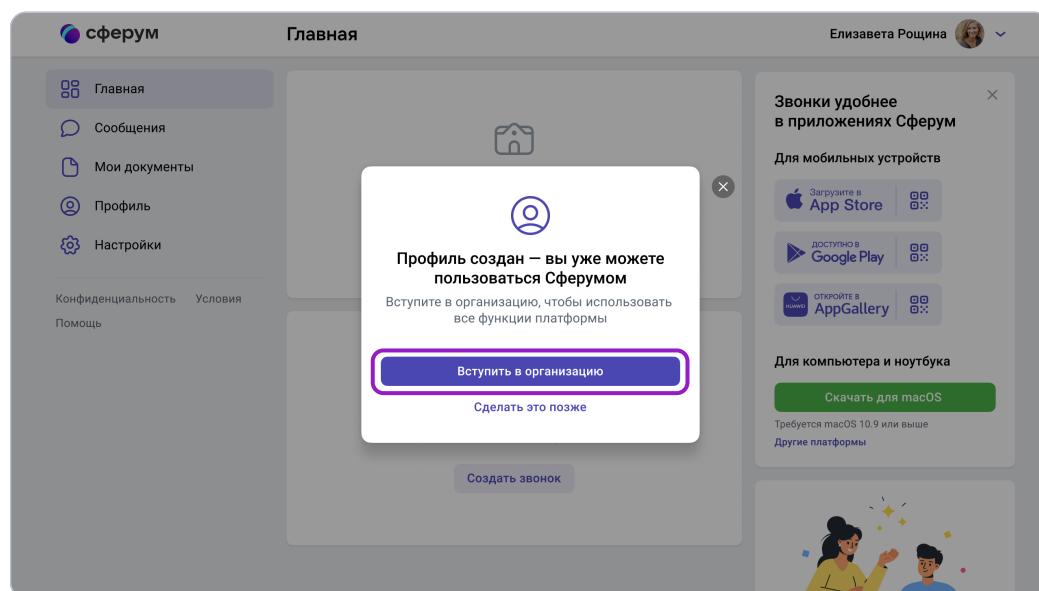 сферум
Главная
Елизавета Рощина
Главная
Сообщения
Мои документы
Профиль
Настройки
Конфиденциальность Условия
Помощь
Профиль создан — вы уже можете
пользоваться Сферумом
Вступите в организацию, чтобы использовать
все функции платформы
Вступить в организацию
Сделать это позже
Создать звонок
Звонки удобнее
в приложениях Сферум
Для мобильных устройств
Загрузите в
App Store
ДОСТУПНО В
Google Play
HUAWEI
ОТКРОЙТЕ В
AppGallery
Для компьютера и ноутбука
Скачать для macOS
Требуется macOS 10.9 или выше
Другие платформы